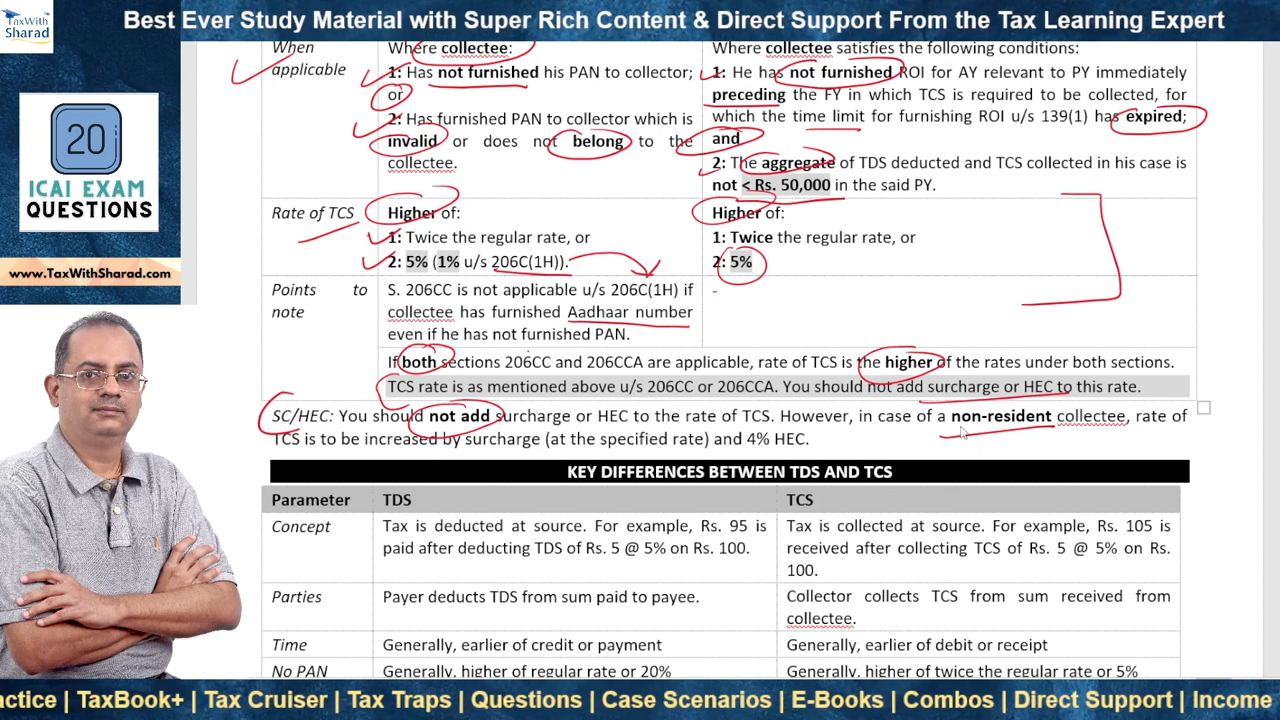 TaxWith
Sharad
Best Ever Study Material with Super Rich Content & Direct Support From the Tax Learning Expert
20
ICAI EXAM
QUESTIONS
www.TaxWithSharad.com
When
applicable
Where collectee:
1: Has not furnished his PAN to collector;
or
2: Has furnished PAN to collector which is
invalid or does not belong to the
collectee.
Where collectee satisfies the following conditions:
1: He has not furnished ROI for AY relevant to PY immediately
preceding the FY in which TCS is required to be collected, for
which the time limit for furnishing ROI u/s 139(1) has expired;
and
2: The aggregate of TDS deducted and TCS collected in his case is
not < Rs. 50,000 in the said PY.
Rate of TCS
Higher of:
1: Twice the regular rate, or
2: 5% (1% u/s 206C(1H)).
Higher of:
1: Twice the regular rate, or
2: 5%
Points to
note
S. 206CC is not applicable u/s 206C(1H) if
collectee has furnished Aadhaar number
even if he has not furnished PAN.
If both sections 206CC and 206CCA are applicable, rate of TCS is the higher of the rates under both sections.
TCS rate is as mentioned above u/s 206CC or 206CCA. You should not add surcharge or HEC to this rate.
SC/HEC: You should not add surcharge or HEC to the rate of TCS. However, in case of a non-resident collectee, rate of
TCS is to be increased by surcharge (at the specified rate) and 4% HEC.
KEY DIFFERENCES BETWEEN TDS AND TCS
Parameter
TDS
TCS
Concept
Tax is deducted at source. For example, Rs. 95 is
paid after deducting TDS of Rs. 5 @ 5% on Rs. 100.
Tax is collected at source. For example, Rs. 105 is
received after collecting TCS of Rs. 5 @ 5% on Rs.
100.
Parties
Payer deducts TDS from sum paid to payee.
Collector collects TCS from sum received from
collectee.
Time
Generally, earlier of credit or payment
Generally, earlier of debit or receipt
No PAN
Generally, higher of regular rate or 20%
Generally, higher of twice the regular rate or 5%
actice | TaxBook+ | Tax Cruiser | Tax Traps | Questions | Case Scenarios | E-Books | Combos | Direct Support | Income